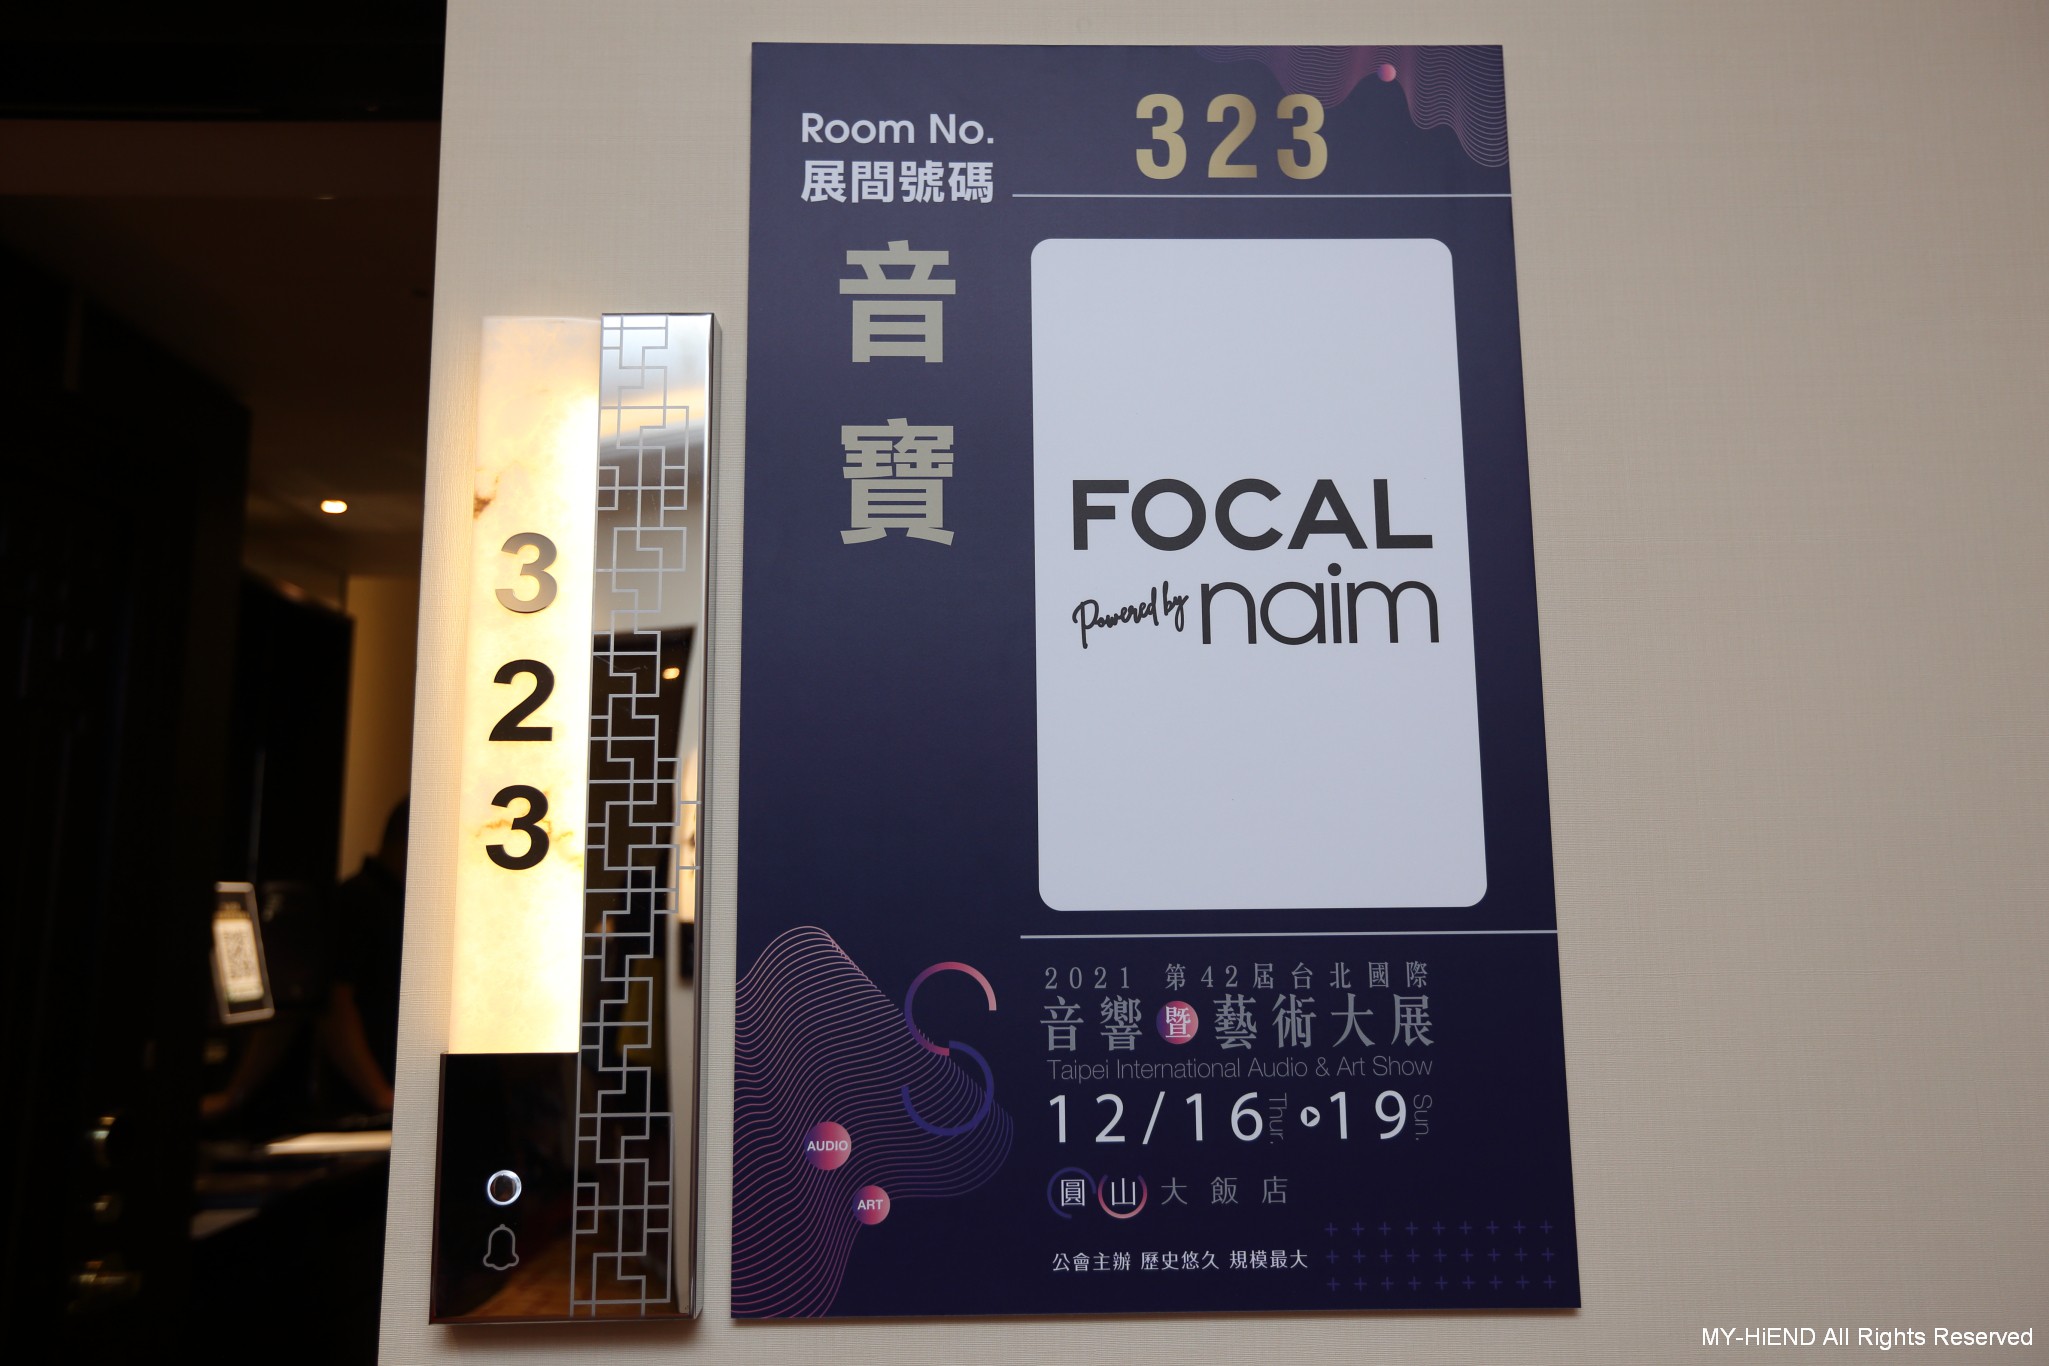 3
2
3
Room No.
展間號碼
323
音
寶
FOCAL
Powered by naim
2021 第42屆台北國際
音響暨藝術大展
Taipei International Audio & Art Show
12/16 Thur. 19 Sun.
AUDIO
ART
圓山大飯店
公會主辦 歷史悠久 規模最大
MY-HiEND All Rights Reserved